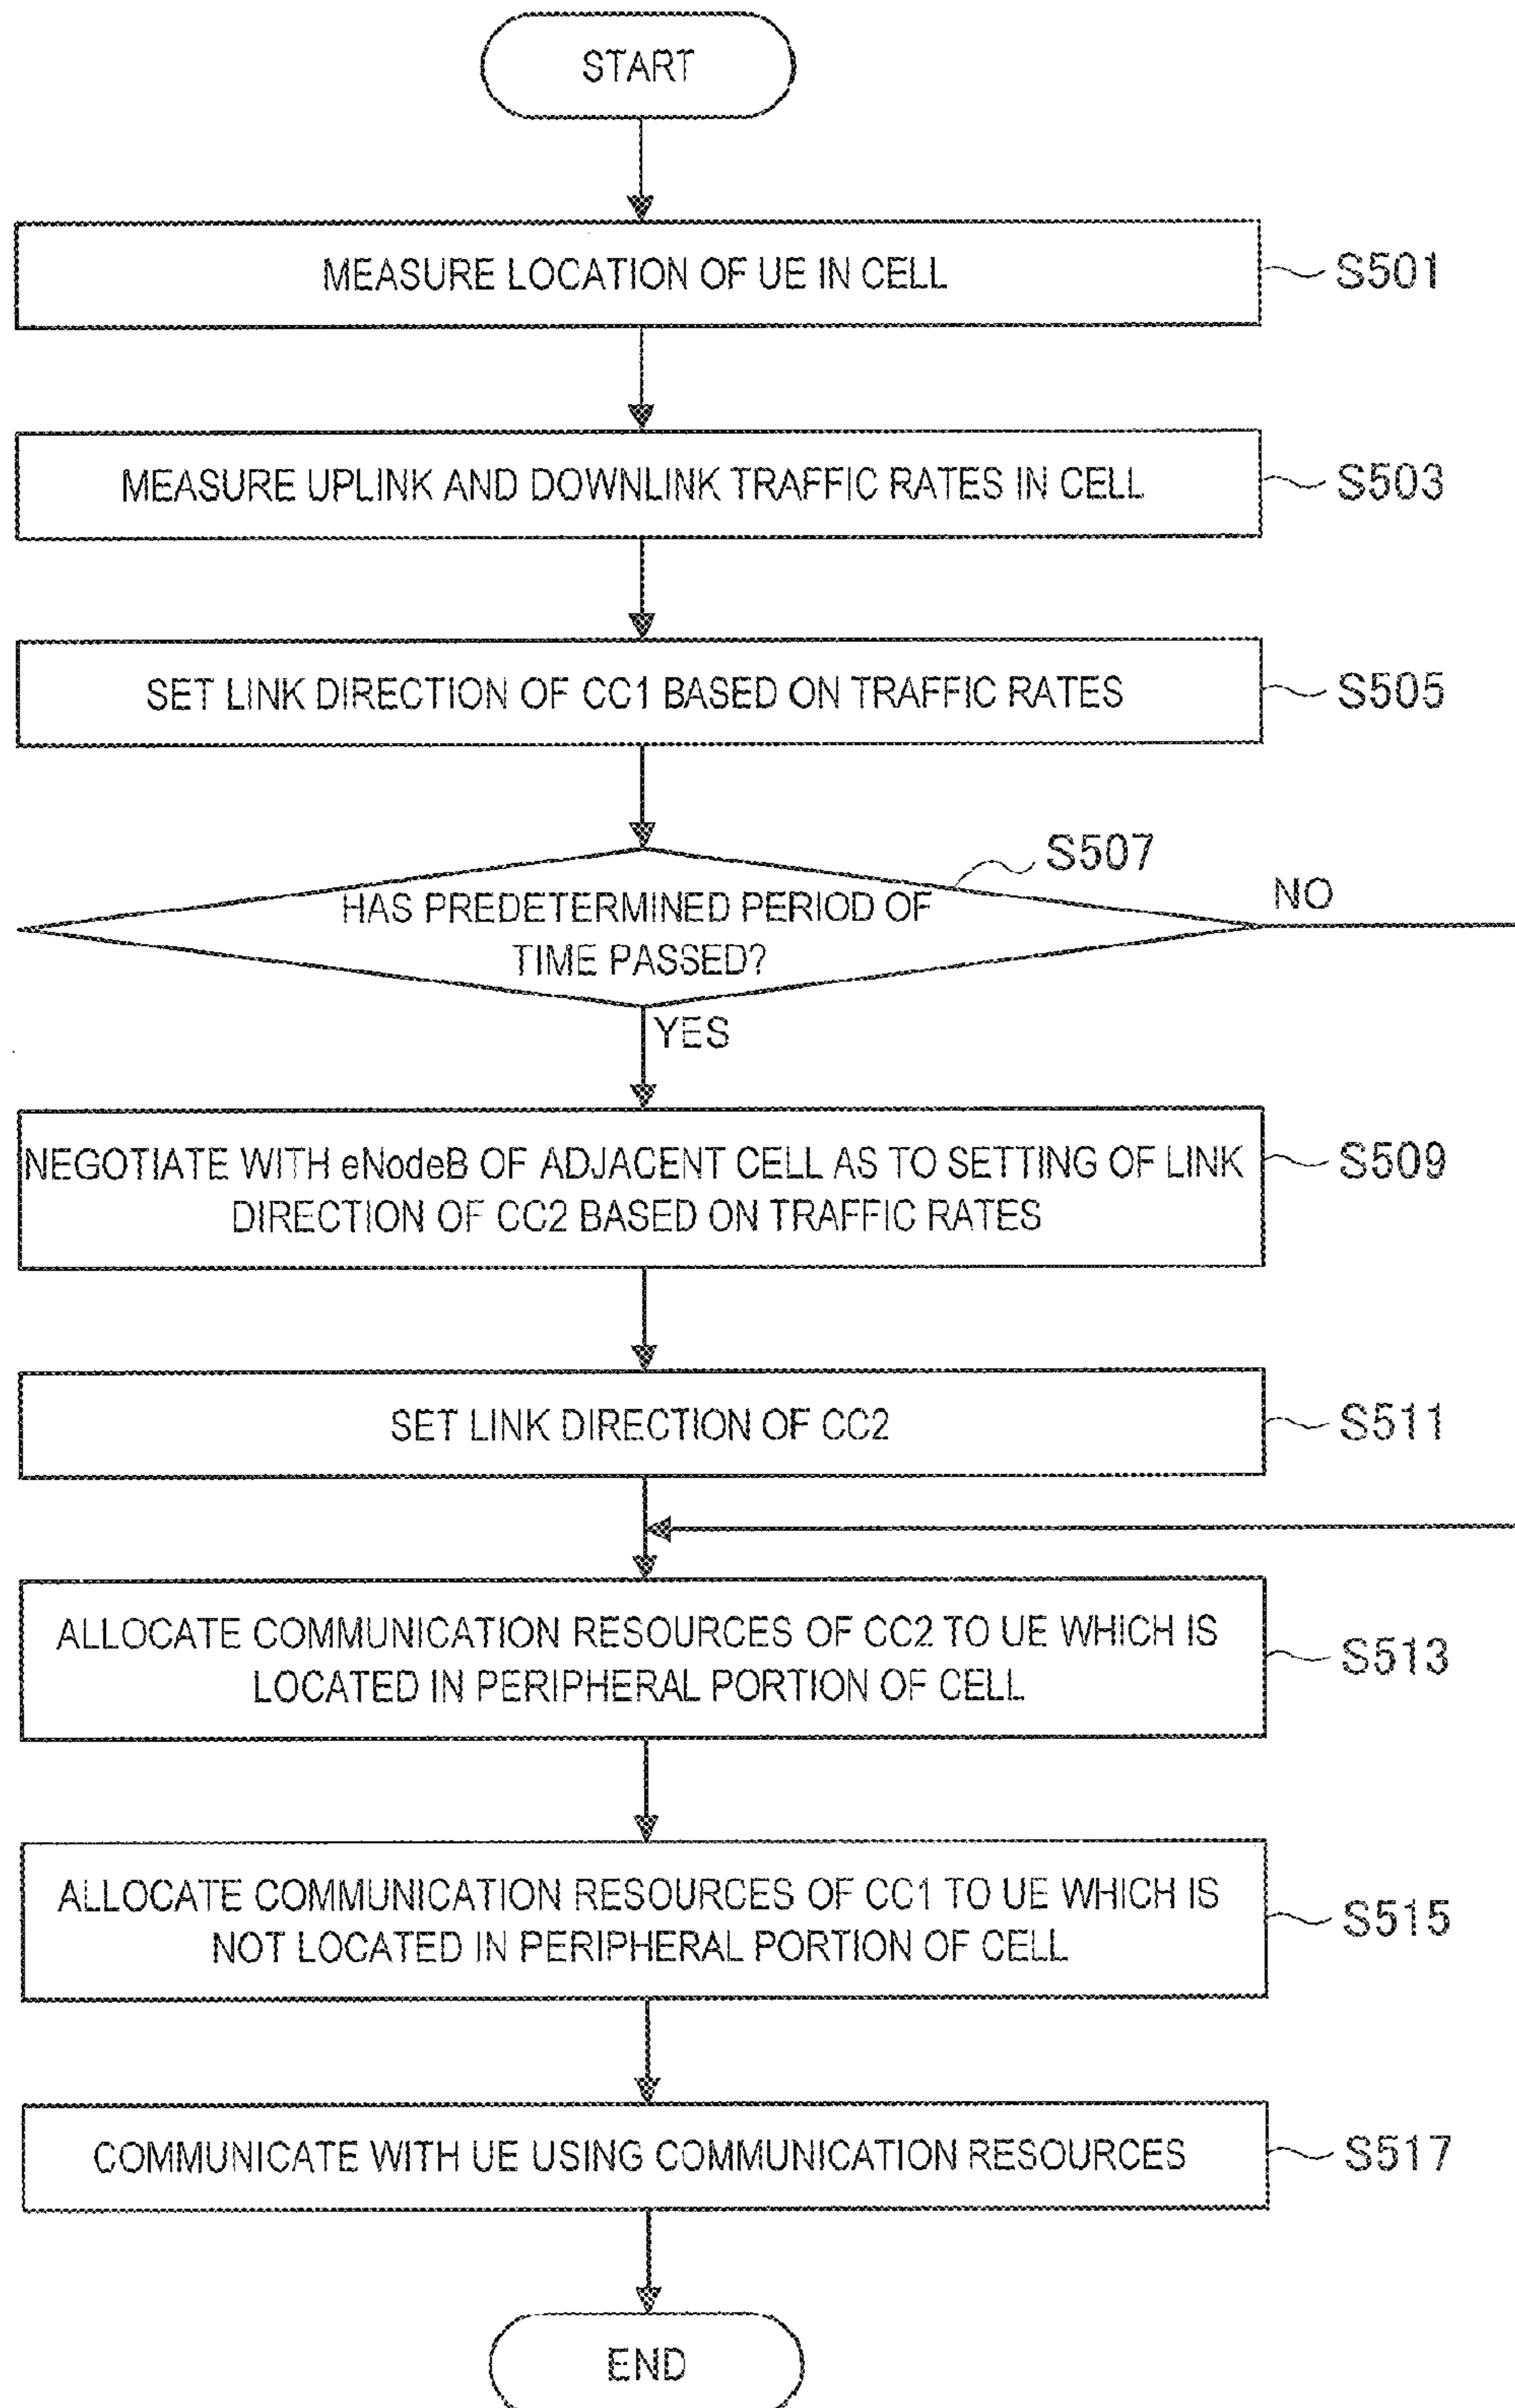 START
MEASURE LOCATION OF UE IN CELL
S501
MEASURE UPLINK AND DOWNLINK TRAFFIC RATES IN CELL
S503
SET LINK DIRECTION OF CC1 BASED ON TRAFFIC RATES
S505
S507
HAS PREDETERMINED PERIOD OF
TIME PASSED?
NO
YES
NEGOTIATE WITH eNodeB OF ADJACENT CELL AS TO SETTING OF LINK
DIRECTION OF CC2 BASED ON TRAFFIC RATES
S509
SET LINK DIRECTION OF CC2
S511
ALLOCATE COMMUNICATION RESOURCES OF CC2 TO UE WHICH IS
LOCATED IN PERIPHERAL PORTION OF CELL
S513
ALLOCATE COMMUNICATION RESOURCES OF CC1 TO UE WHICH IS
NOT LOCATED IN PERIPHERAL PORTION OF CELL
S515
COMMUNICATE WITH UE USING COMMUNICATION RESOURCES
S517
END